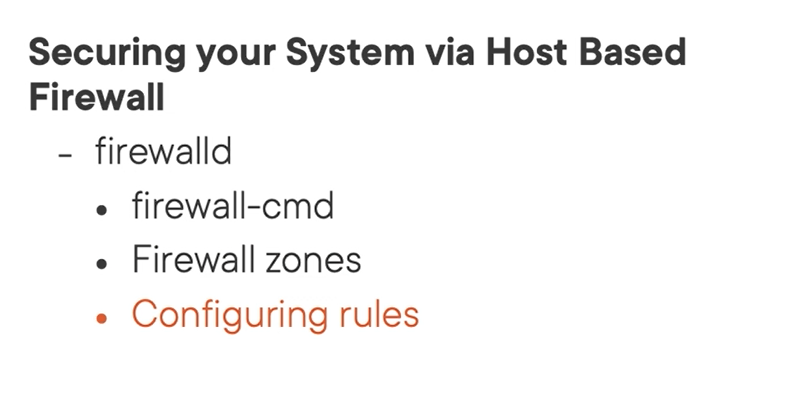 Securing your System via Host Based
Firewall
– firewalld
• firewall-cmd
• Firewall zones
• Configuring rules